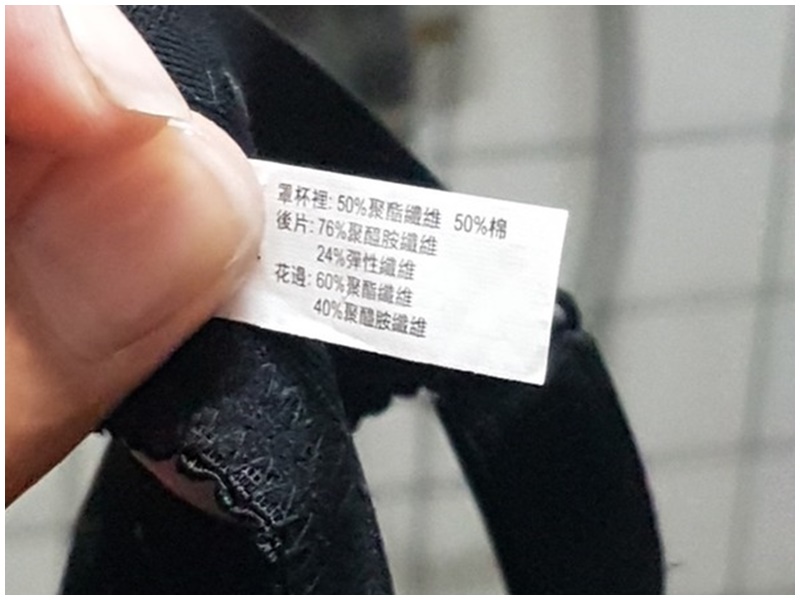 罩杯裡: 50%聚酯纖維 50%棉
後片: 76%聚醯胺纖維
24%彈性纖維
花邊: 60%聚酯纖維
40%聚醯胺纖維